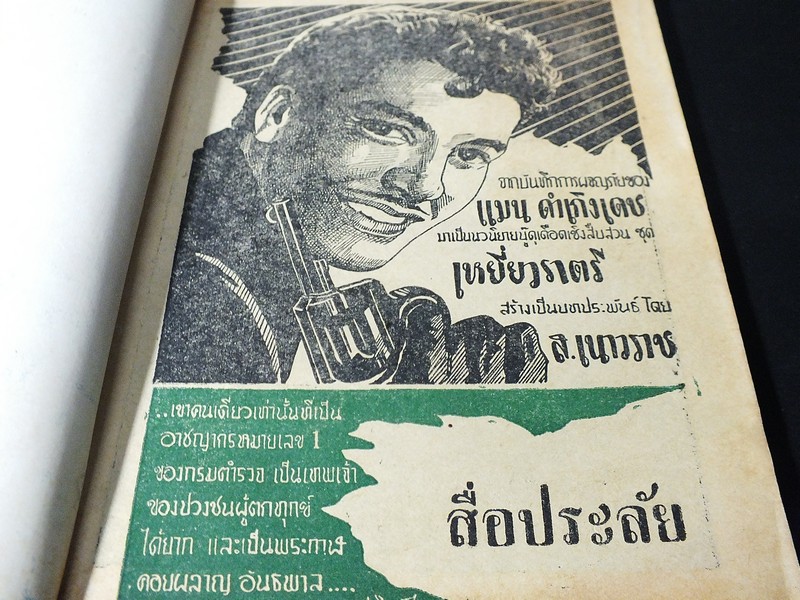 จากบันทึกการผจญภัยของ
แมน ดำเกิงเดช
มาเป็นนวนิยายบู๊ดุเดือดเชิงสืบสวน ชุด
เหยี่ยวราตรี
สร้างเป็นบทประพันธ์ โดย
ส.เนาวราช
..เขาคนเดียวเท่านั้นที่เป็น
อาชญากรหมายเลข 1
ของกรมตำรวจ เป็นเทพเจ้า
ของปวงชนผู้ตกทุกข์
ได้ยาก และเป็นพระกาฬ
คอยผลาญ อันธพาล....
สื่อประลัย